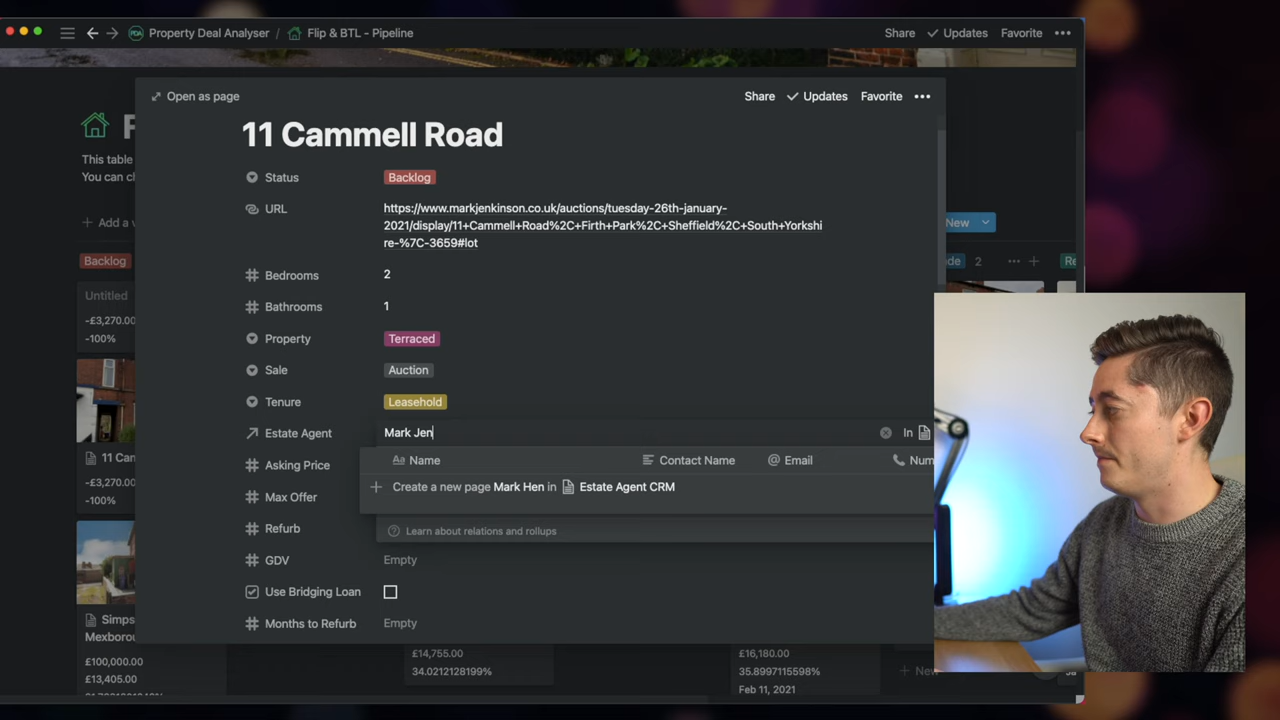 Property Deal Analyser / Flip & BTL - Pipeline
Share
Updates
Favorite
Open as page
Share
Updates
Favorite
F
11 Cammell Road
This table
You can
Status
Backlog
URL
https://www.markjenkinson.co.uk/auctions/tuesday-26th-january-
2021/display/11+Cammell+Road%2C+Firth+Park%2C+Sheffield%2C+South+Yorkshi
re-%7C-3659#lot
Add a v
New
Backlog
2
Re
Bedrooms
2
Untitled
-£3,270.00
-100%
Bathrooms
1
Property
Terraced
Sale
Auction
Tenure
Leasehold
Estate Agent
Mark Jen
In
11 Can
-£3,270.00
-100%
Asking Price
Name
Contact Name
Email
Num
Create a new page Mark Hen in Estate Agent CRM
Max Offer
Refurb
Learn about relations and rollups
GDV
Empty
Use Bridging Loan
Months to Refurb
Empty
Simps
Mexborou
£100,000.00
£13,405.00
£14,755.00
34.0212128199%
£16,180.00
35.8997115598%
Feb 11, 2021
New